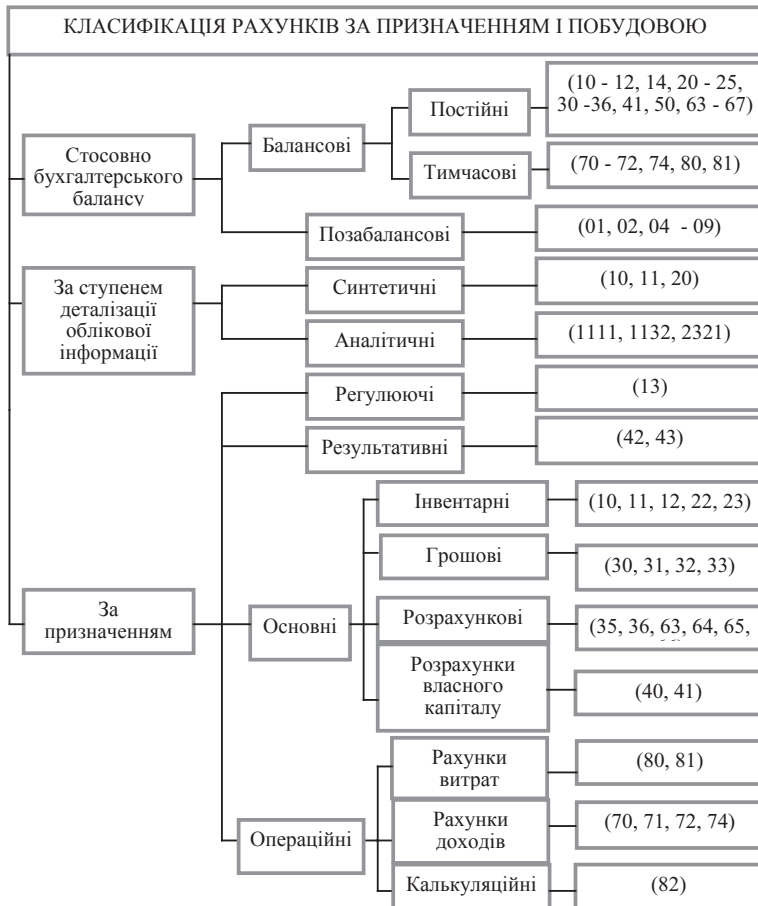 КЛАСИФІКАЦІЯ РАХУНКІВ ЗА ПРИЗНАЧЕННЯМ І ПОБУДОВОЮ
Стосовно
бухгалтерського
балансу
Балансові
Постійні
(10 - 12, 14, 20 - 25,
30 -36, 41, 50, 63 - 67)
Тимчасові
(70 - 72, 74, 80, 81)
Позабалансові
(01, 02, 04 - 09)
За ступенем
деталізації
облікової
інформації
Синтетичні
(10, 11, 20)
Аналітичні
(1111, 1132, 2321)
За
призначенням
Регулюючі
(13)
Результативні
(42, 43)
Основні
Інвентарні
(10, 11, 12, 22, 23)
Грошові
(30, 31, 32, 33)
Розрахункові
(35, 36, 63, 64, 65,
Розрахунки
власного
капіталу
(40, 41)
Операційні
Рахунки
витрат
(80, 81)
Рахунки
доходів
(70, 71, 72, 74)
Калькуляційні
(82)